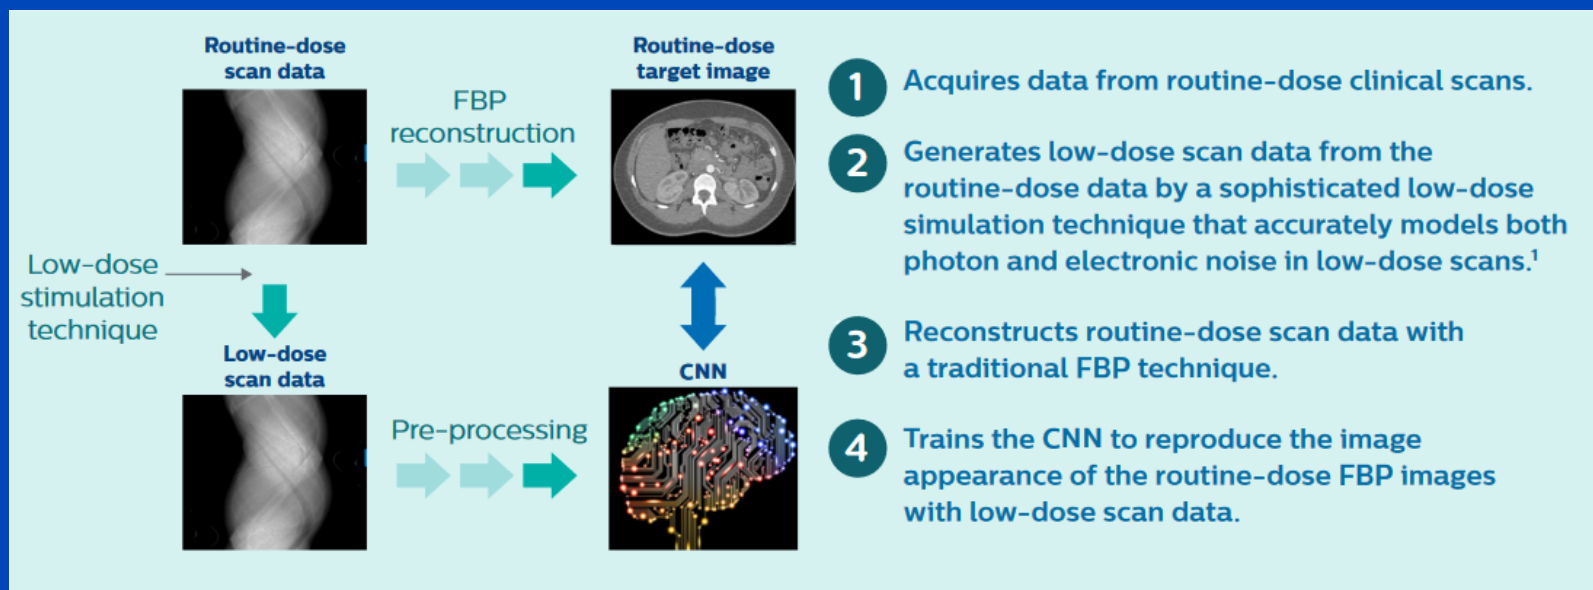 Routine-dose
scan data
FBP
reconstruction
Routine-dose
target image
Low-dose
stimulation
technique
Low-dose
scan data
Pre-processing
CNN
1
Acquires data from routine-dose clinical scans.
2
Generates low-dose scan data from the
routine-dose data by a sophisticated low-dose
simulation technique that accurately models both
photon and electronic noise in low-dose scans.¹
3
Reconstructs routine-dose scan data with
a traditional FBP technique.
4
Trains the CNN to reproduce the image
appearance of the routine-dose FBP images
with low-dose scan data.